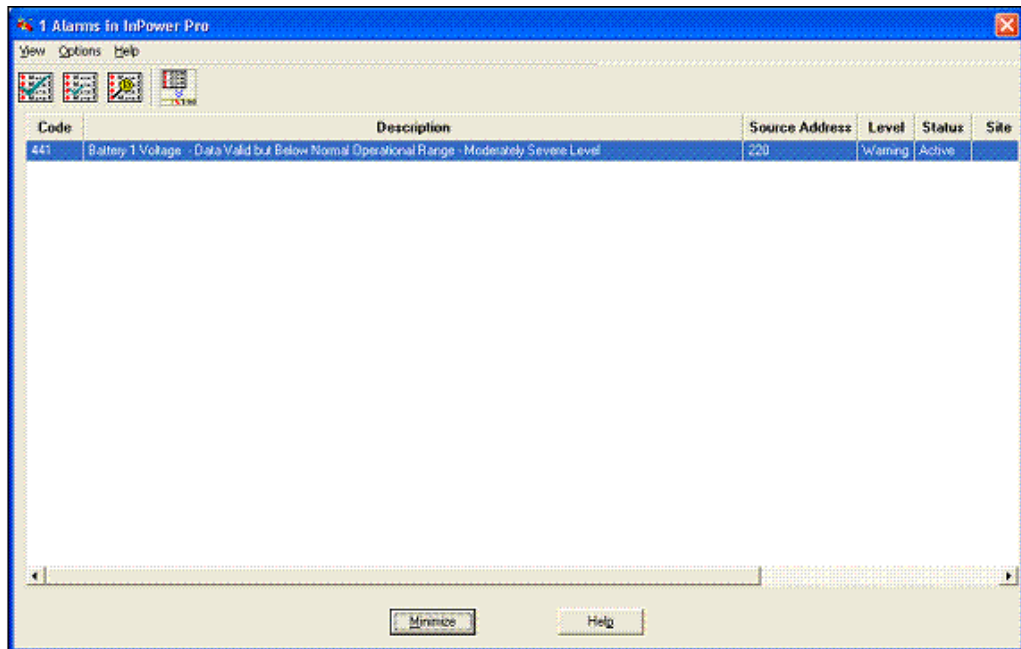 1 Alarms in InPower Pro
View Options Help
Code Description Source Address Level Status Site
441 Battery 1 Voltage - Data Valid but Below Normal Operational Range - Moderately Severe Level 220 Warning Active
Minimize Help